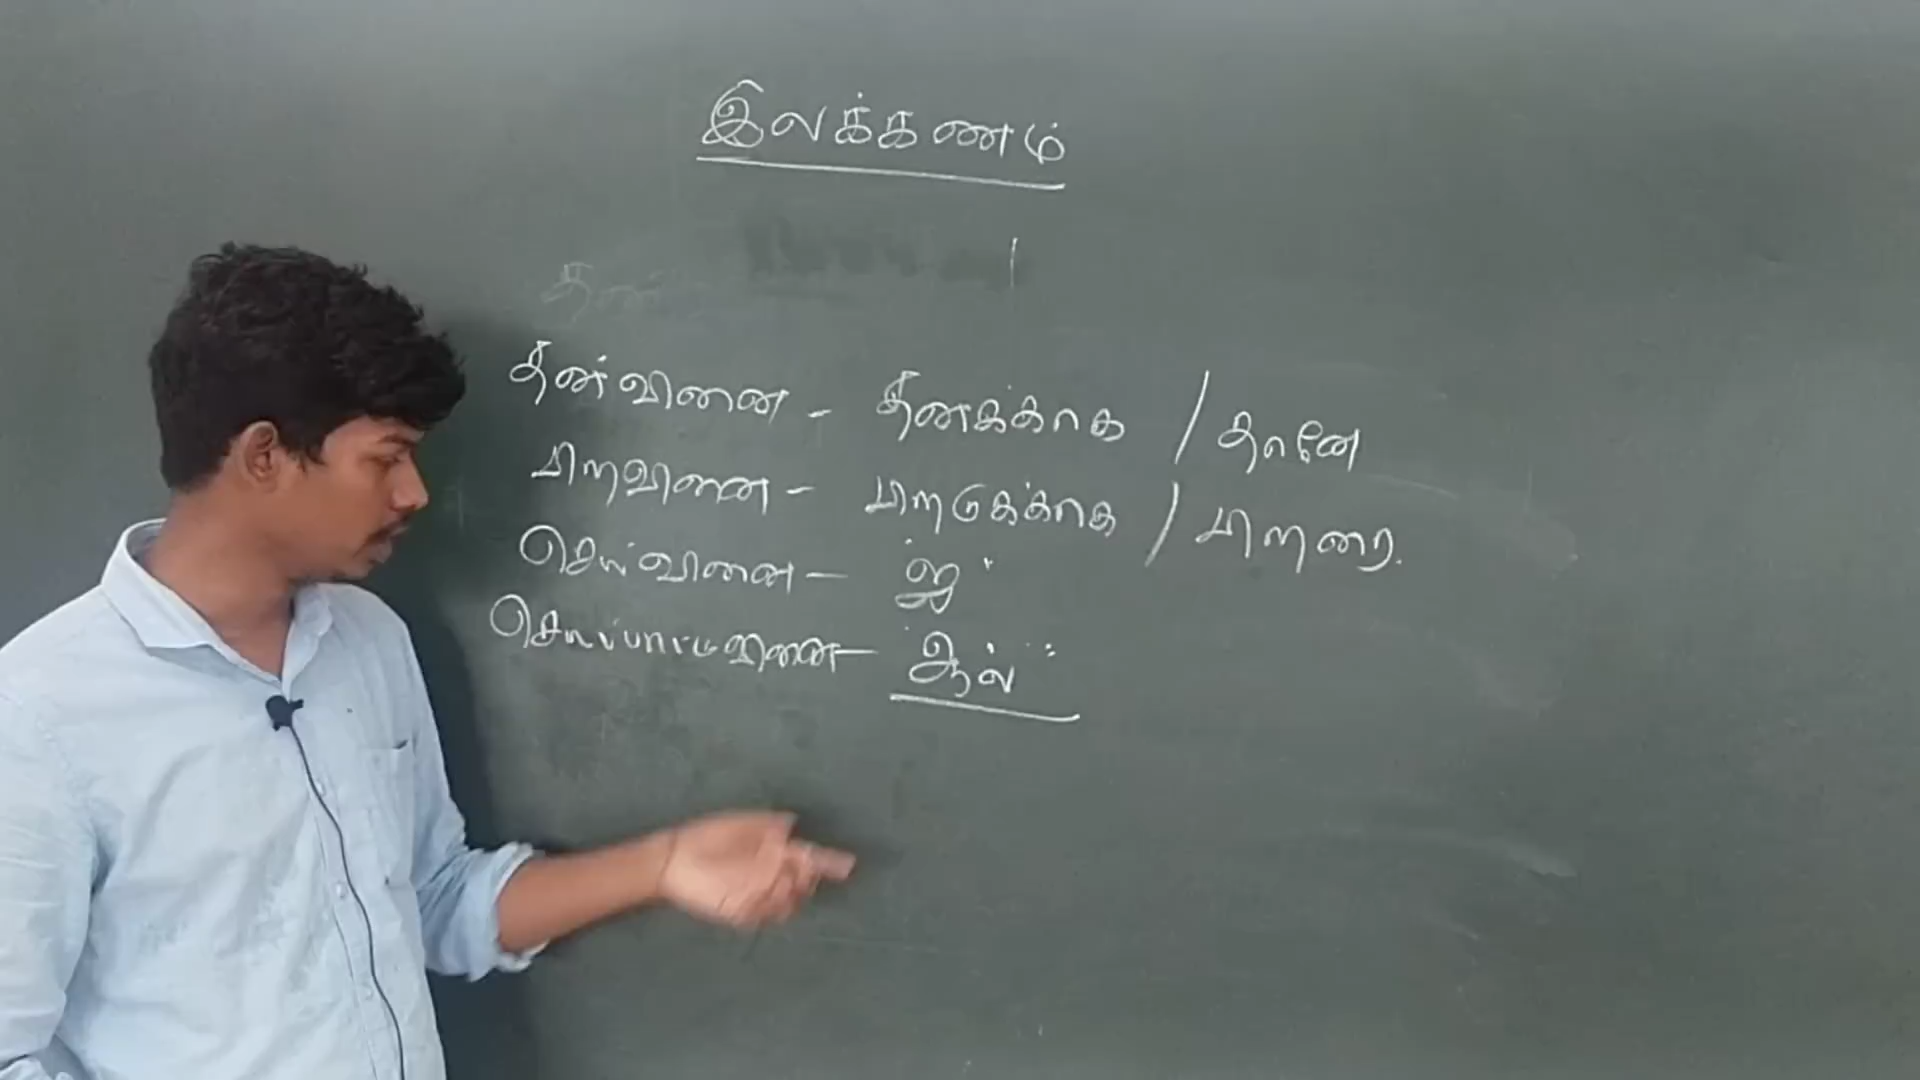 இலக்கணம்
தன்வினை - தனக்காக / தானே
பிறவினை - பிறருக்காக / பிறரை.
செய்வினை - "ஐ"
செயப்பாட்டுவினை - "ஆல்"